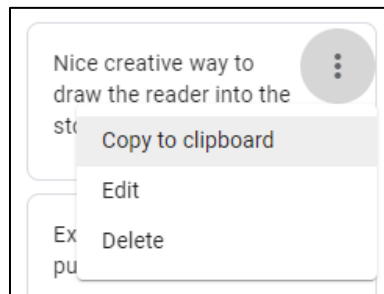 Nice creative way to
draw the reader into the
Copy to clipboard
Edit
Delete